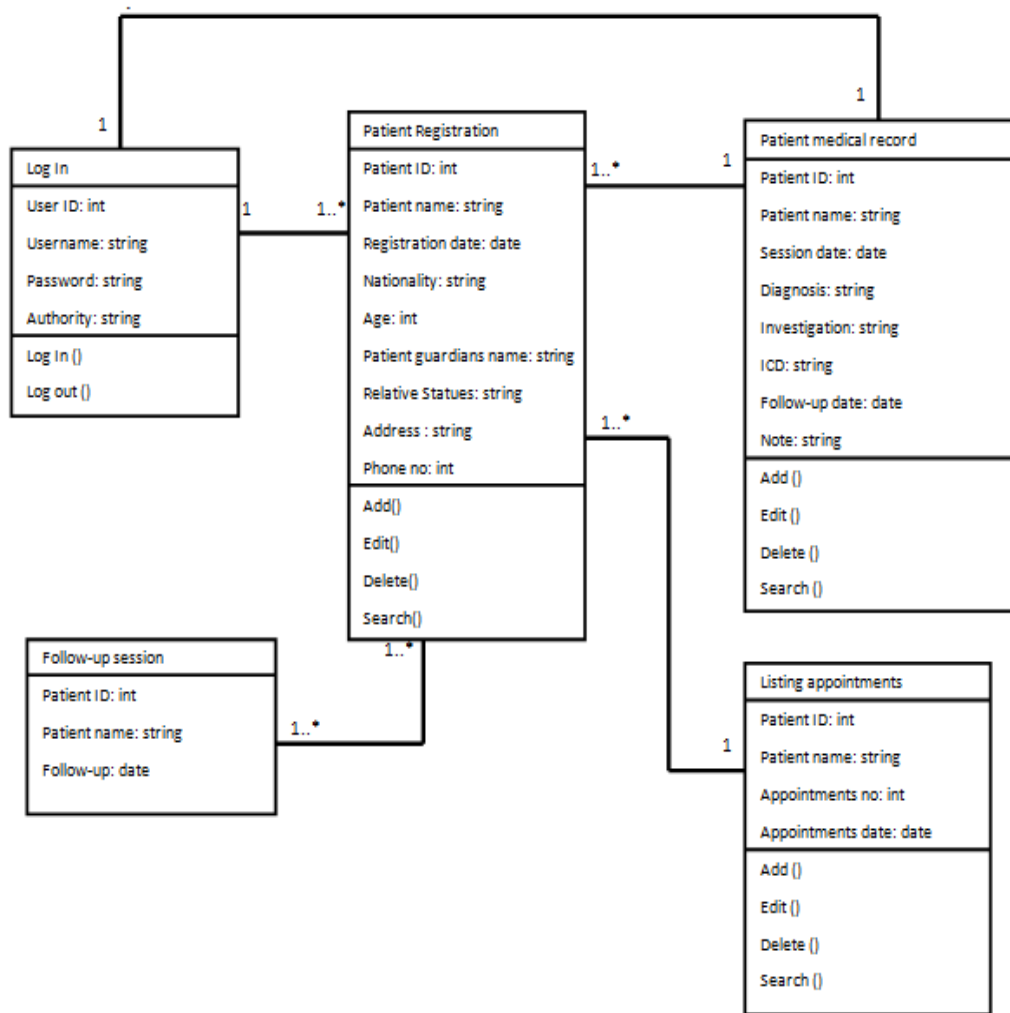 1
1
Log In
User ID: int
Username: string
Password: string
Authority: string
Log In ()
Log out ()
1
1..*
Patient Registration
Patient ID: int
Patient name: string
Registration date: date
Nationality: string
Age: int
Patient guardians name: string
Relative Statues: string
Address : string
Phone no: int
Add()
Edit()
Delete()
Search()
1..*
1
Patient medical record
Patient ID: int
Patient name: string
Session date: date
Diagnosis: string
Investigation: string
ICD: string
Follow-up date: date
Note: string
Add ()
Edit ()
Delete ()
Search ()
1..*
1..*
1..*
1
Follow-up session
Patient ID: int
Patient name: string
Follow-up: date
Listing appointments
Patient ID: int
Patient name: string
Appointments no: int
Appointments date: date
Add ()
Edit ()
Delete ()
Search ()